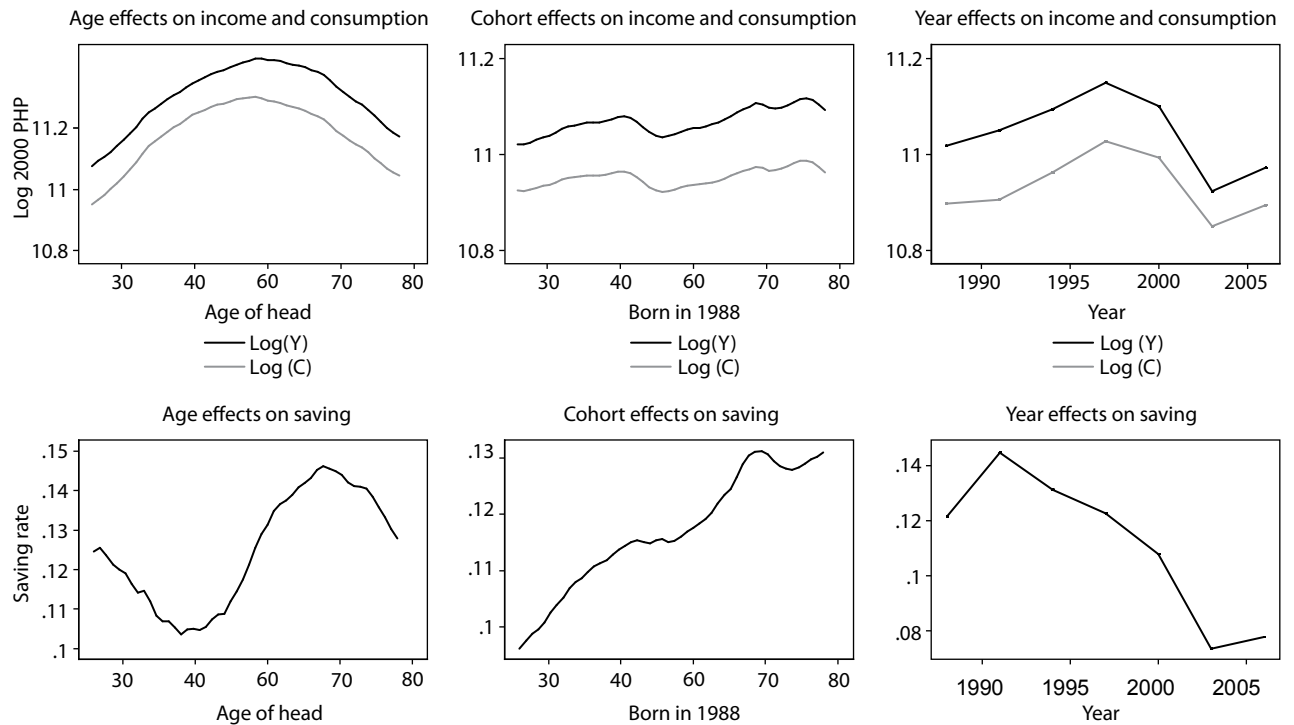 Age effects on income and consumption
Cohort effects on income and consumption
Year effects on income and consumption
Log 2000 PHP
11.2
11
10.8
30 40 50 60 70 80
Age of head
Log(Y)
Log (C)
11.2
11
10.8
30 40 50 60 70 80
Born in 1988
Log(Y)
Log (C)
11.2
11
10.8
1990 1995 2000 2005
Year
Log (Y)
Log (C)
Age effects on saving
Cohort effects on saving
Year effects on saving
Saving rate
.15
.14
.13
.12
.11
.1
30 40 50 60 70 80
Age of head
.13
.12
.11
.1
30 40 50 60 70 80
Born in 1988
.14
.12
.1
.08
1990 1995 2000 2005
Year